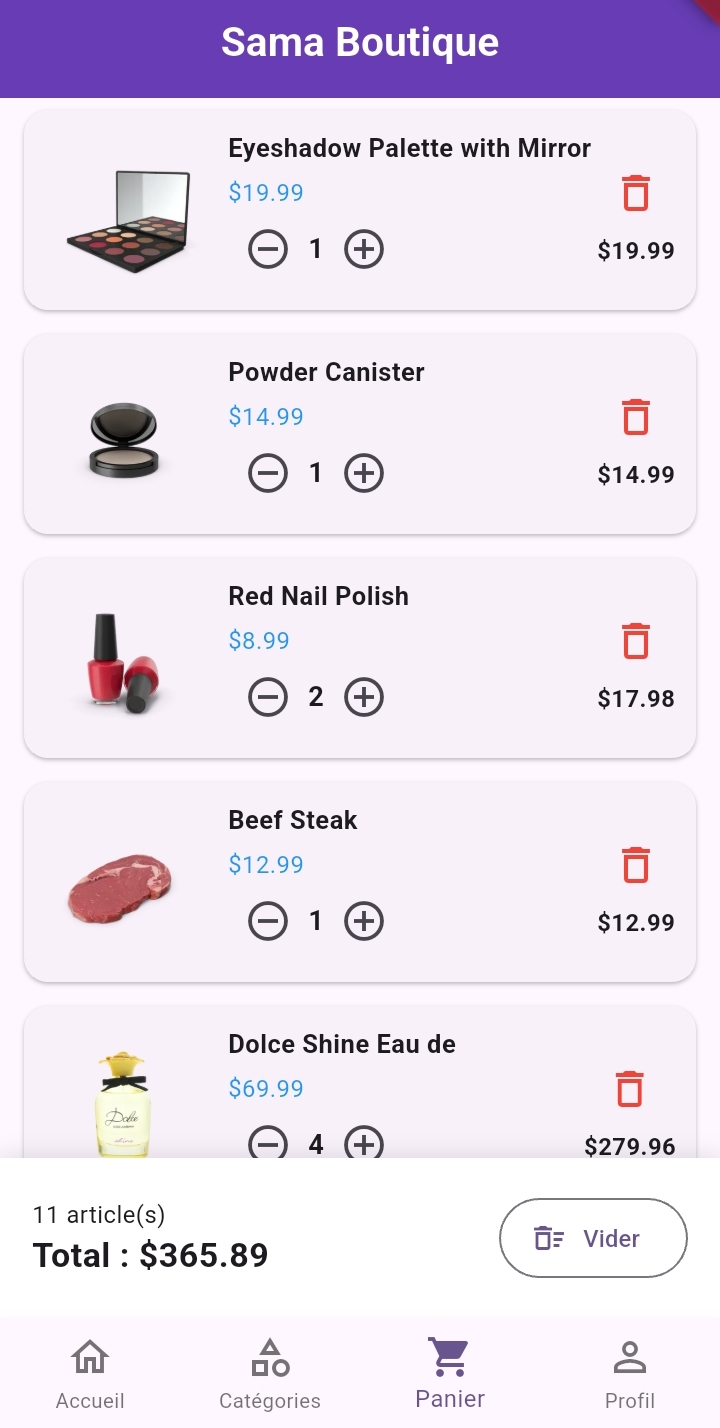 Sama Boutique
Eyeshadow Palette with Mirror
$19.99
1
$19.99
Powder Canister
$14.99
1
$14.99
Red Nail Polish
$8.99
2
$17.98
Beef Steak
$12.99
1
$12.99
Dolce Shine Eau de
$69.99
Dolce
4
$279.96
11 article(s)
Total : $365.89
Vider
Accueil
Catégories
Panier
Profil